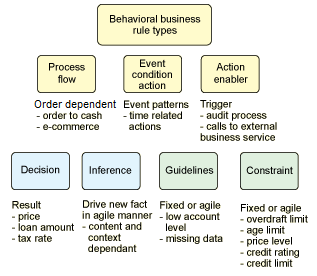 Behavioral business
rule types
Process
flow
Event
condition
action
Action
enabler
Order dependent
- order to cash
- e-commerce
Event patterns
- time related
actions
Trigger
- audit process
- calls to external
business service
Decision
Inference
Guidelines
Constraint
Result
- price
- loan amount
- tax rate
Drive new fact
in agile manner
- content and
context
dependant
Fixed or agile
- low account
level
- missing data
Fixed or agile
- overdraft limit
- age limit
- price level
- credit rating
- credit limit